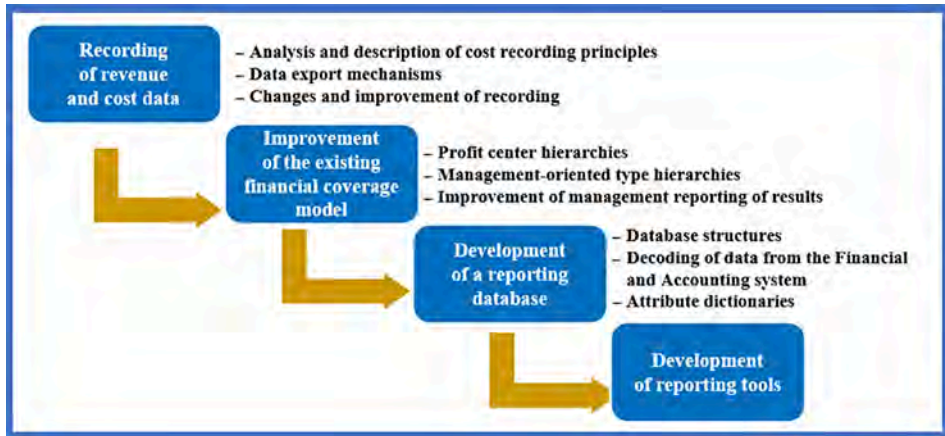 Recording
of revenue
and cost data
– Analysis and description of cost recording principles
– Data export mechanisms
– Changes and improvement of recording
Improvement
of the existing
financial coverage
model
– Profit center hierarchies
– Management-oriented type hierarchies
– Improvement of management reporting of results
Development
of a reporting
database
– Database structures
– Decoding of data from the Financial
and Accounting system
– Attribute dictionaries
Development
of reporting tools